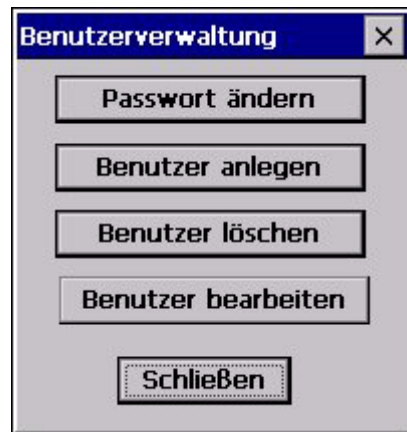 Benutzerverwaltung
Passwort ändern
Benutzer anlegen
Benutzer löschen
Benutzer bearbeiten
Schließen